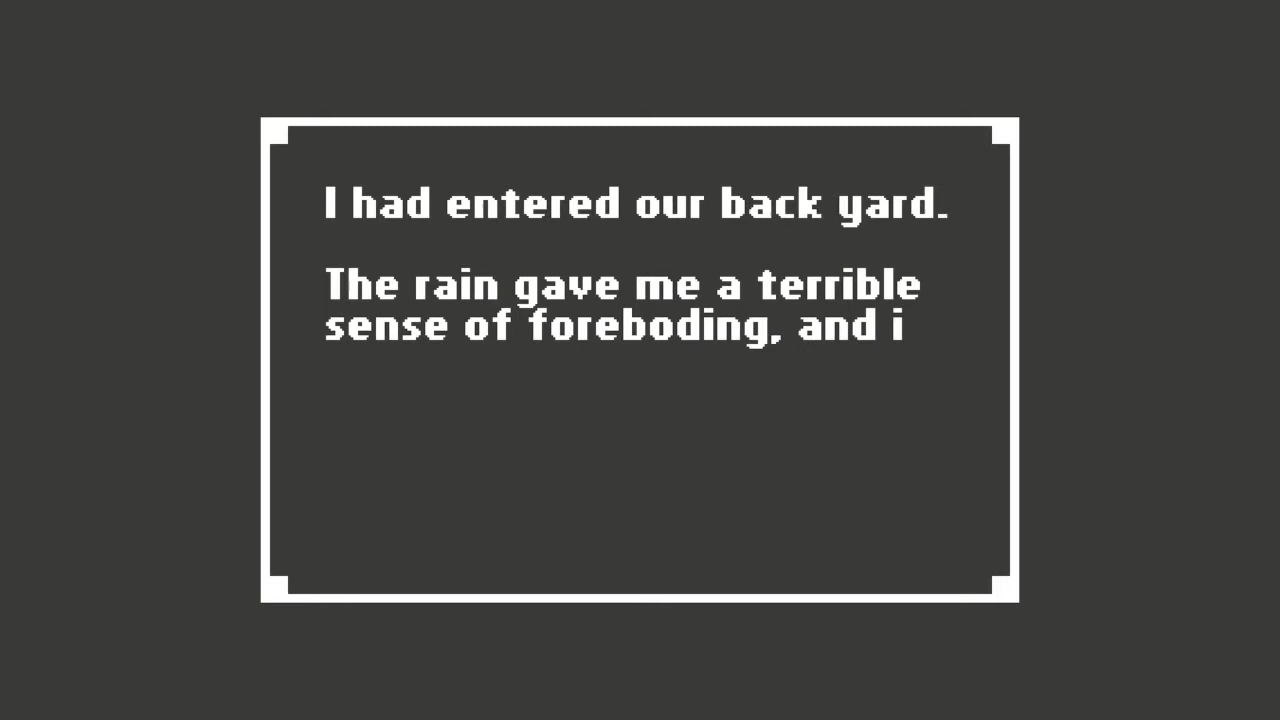 I had entered our back yard.
The rain gave me a terrible
sense of foreboding, and i